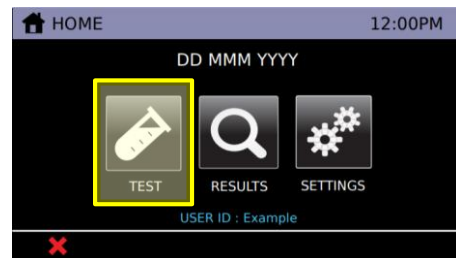 HOME 12:00PM
DD MMM YYYY
TEST RESULTS SETTINGS
USER ID : Example